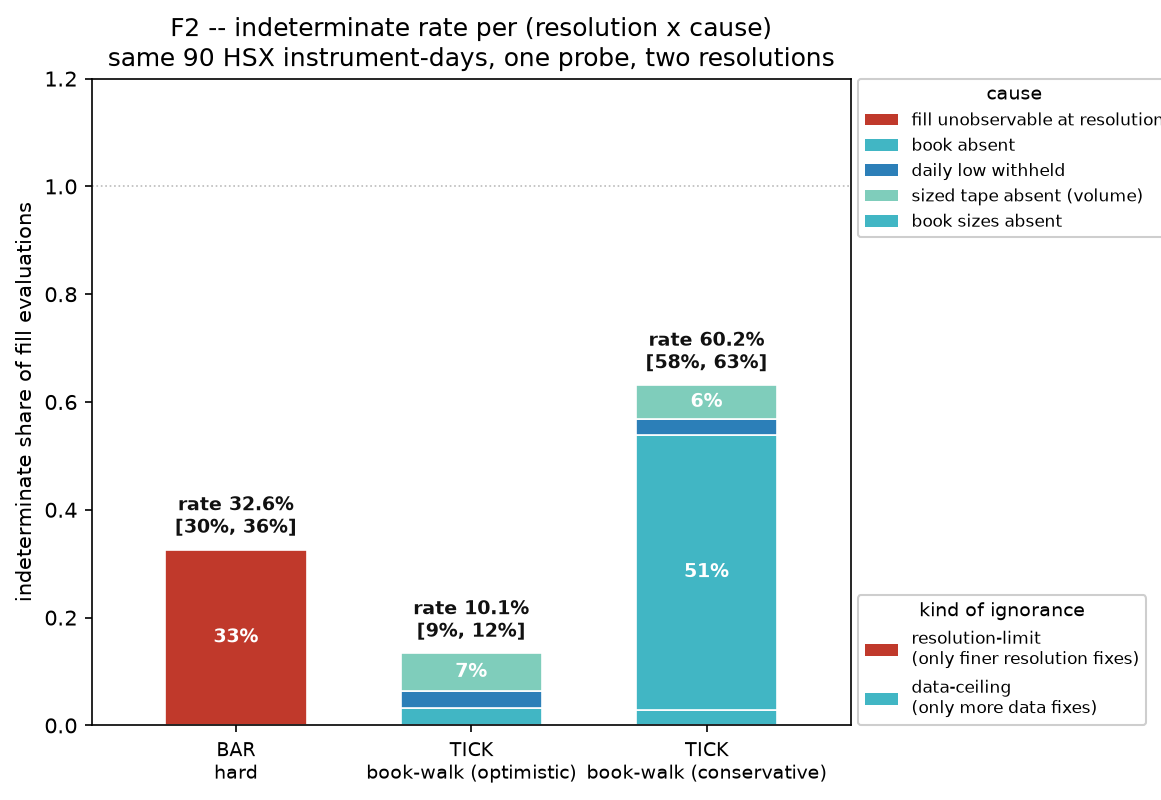 F2 -- indeterminate rate per (resolution x cause)
same 90 HSX instrument-days, one probe, two resolutions
indeterminate share of fill evaluations
1.2
1.0
0.8
0.6
0.4
0.2
0.0
rate 32.6%
[30%, 36%]
33%
rate 10.1%
[9%, 12%]
7%
rate 60.2%
[58%, 63%]
6%
51%
BAR
hard
TICK
book-walk (optimistic)
TICK
book-walk (conservative)
cause
fill unobservable at resolution
book absent
daily low withheld
sized tape absent (volume)
book sizes absent
kind of ignorance
resolution-limit
(only finer resolution fixes)
data-ceiling
(only more data fixes)